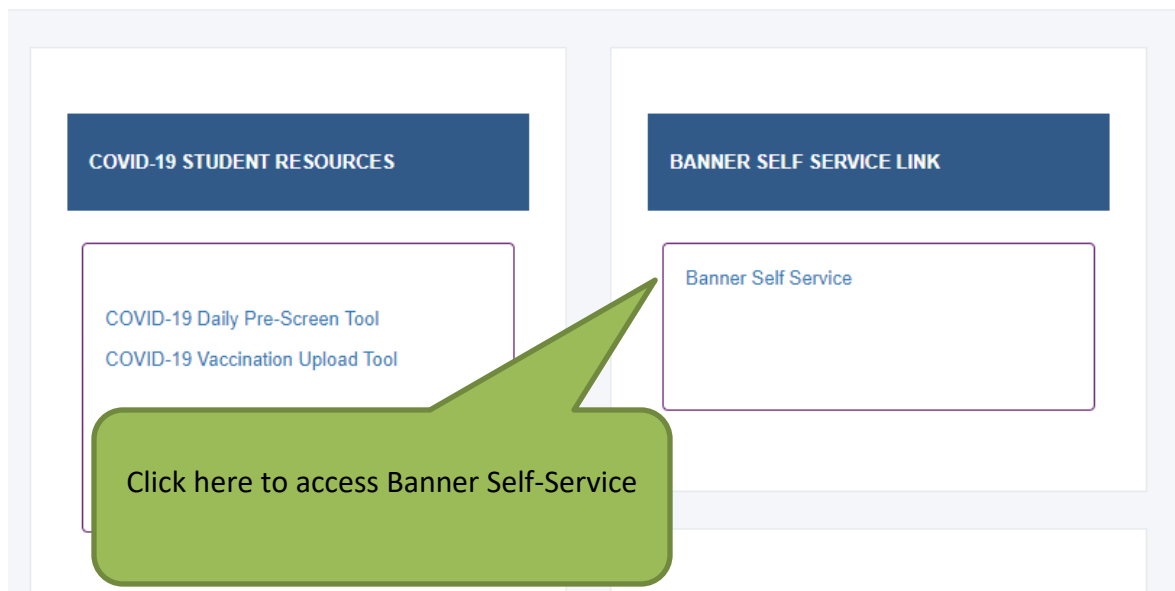 COVID-19 STUDENT RESOURCES
COVID-19 Daily Pre-Screen Tool
COVID-19 Vaccination Upload Tool
BANNER SELF SERVICE LINK
Banner Self Service
Click here to access Banner Self-Service